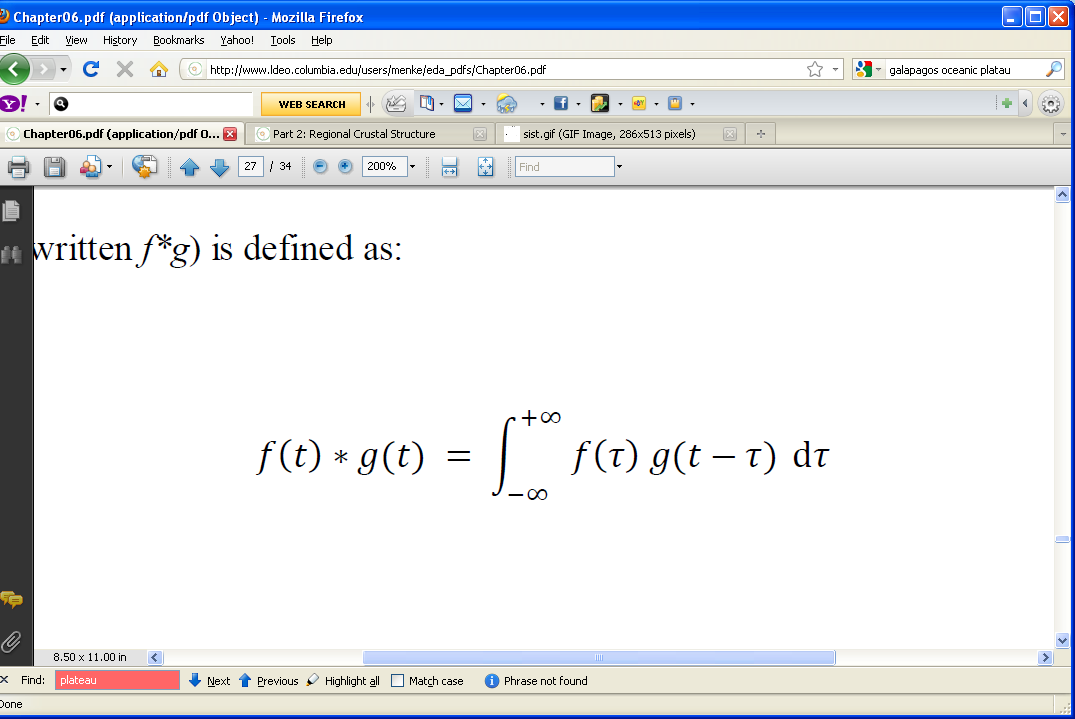 Chapter06.pdf (application/pdf Object) - Mozilla Firefox
File Edit View History Bookmarks Yahoo! Tools Help
http://www.ldeo.columbia.edu/users/menke/eda_pdfs/Chapter06.pdf galapagos oceanic platau
Y! WEB SEARCH
Chapter06.pdf (application/pdf O... Part 2: Regional Crustal Structure sist.gif (GIF Image, 286x513 pixels)
27 / 34 200% Find
written f*g) is defined as:
f(t) ∗ g(t) = ∫_{−∞}^{+∞} f(τ) g(t − τ) dτ
8.50 x 11.00 in
Find: plateau Next Previous Highlight all Match case Phrase not found
Done